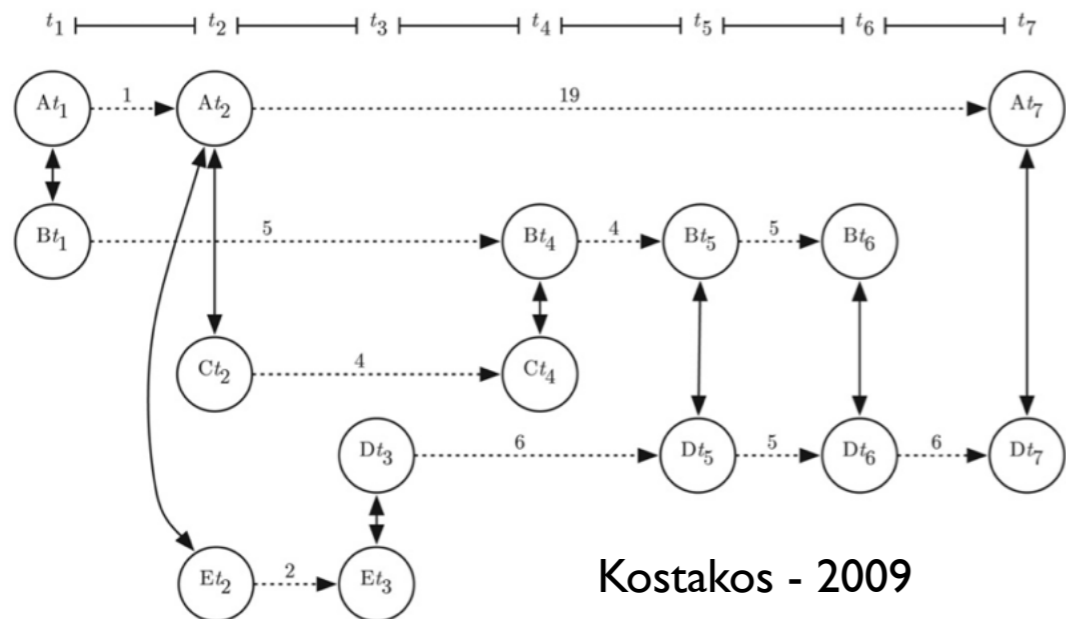 t1 t2 t3 t4 t5 t6 t7
1 19
At1 At2 At7
5 4 5
Bt1 Bt4 Bt5 Bt6
4
Ct2 Ct4
6 5 6
Dt3 Dt5 Dt6 Dt7
2
Et2 Et3
Kostakos - 2009